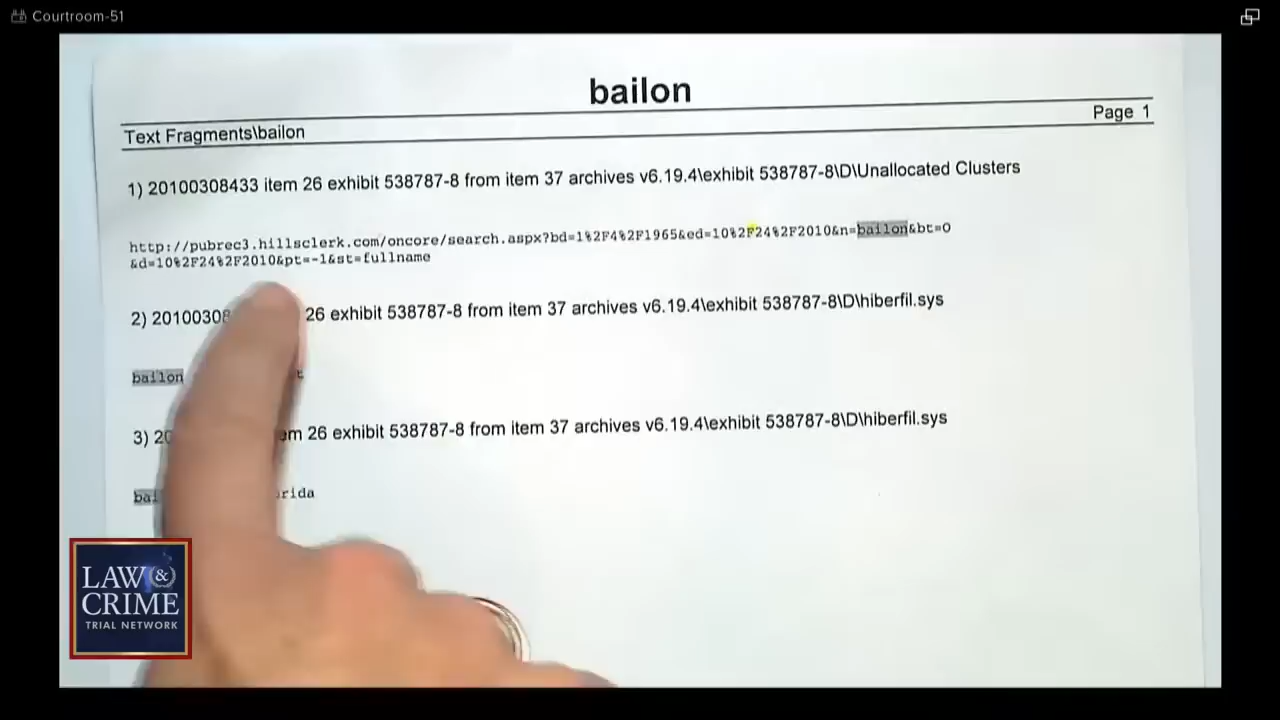 Courtroom-51
bailon
Text Fragments\bailon
Page 1
1) 20100308433 item 26 exhibit 538787-8 from item 37 archives v6.19.4\exhibit 538787-8\D\Unallocated Clusters
http://pubrec3.hillsclerk.com/oncore/search.aspx?bd=1%2F4%2F1965&ed=10%2F24%2F2010&n=bailon&bt=O
&d=10%2F24%2F2010&pt=-1&st=fullname
2) 20100308 26 exhibit 538787-8 from item 37 archives v6.19.4\exhibit 538787-8\D\hiberfil.sys
bailon
3) 20 em 26 exhibit 538787-8 from item 37 archives v6.19.4\exhibit 538787-8\D\hiberfil.sys
bai rida
LAW &
CRIME
TRIAL NETWORK